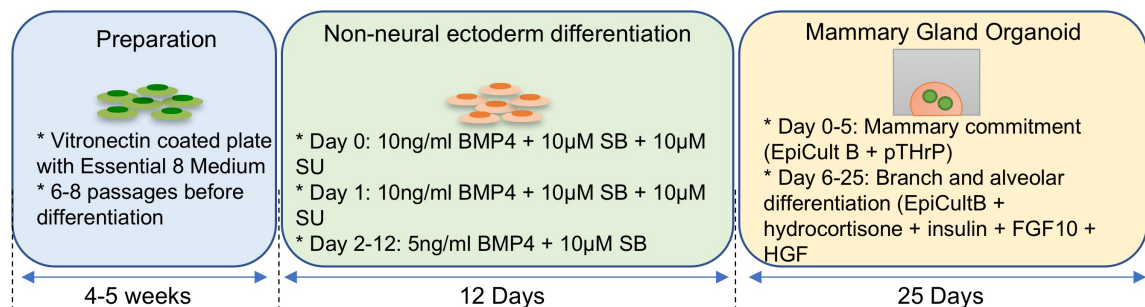 Preparation
* Vitronectin coated plate
with Essential 8 Medium
* 6-8 passages before
differentiation
4-5 weeks
Non-neural ectoderm differentiation
* Day 0: 10ng/ml BMP4 + 10µM SB + 10µM
SU
* Day 1: 10ng/ml BMP4 + 10µM SB + 10µM
SU
* Day 2-12: 5ng/ml BMP4 + 10µM SB
12 Days
Mammary Gland Organoid
* Day 0-5: Mammary commitment
(EpiCult B + pTHrP)
* Day 6-25: Branch and alveolar
differentiation (EpiCultB +
hydrocortisone + insulin + FGF10 +
HGF
25 Days